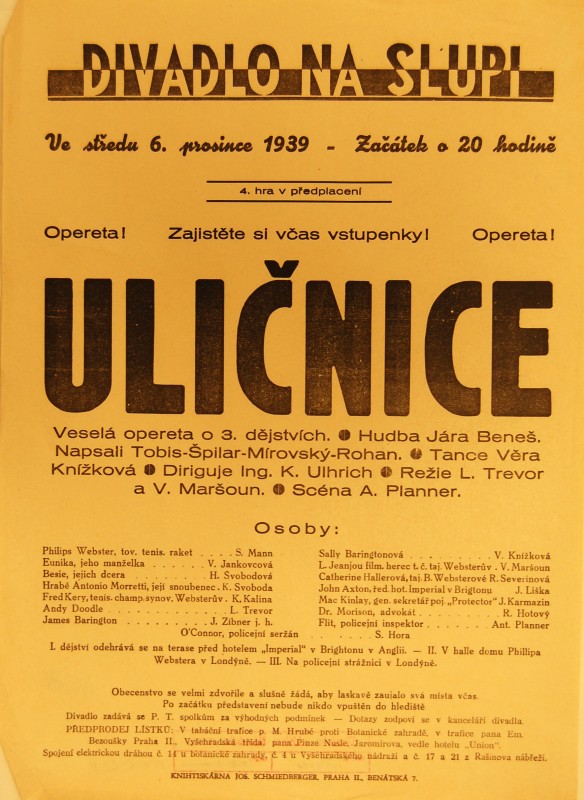 DIVADLO NA SLUPI
Ve středu 6. prosince 1939 - Začátek o 20 hodině
4. hra v předplacení
Opereta! Zajistěte si včas vstupenky! Opereta!
ULIČNICE
Veselá opereta o 3. dějstvích. ● Hudba Jára Beneš.
Napsali Tobis-Špilar-Mírovský-Rohan. ● Tance Věra
Knížková ● Diriguje Ing. K. Ulhrich ● Režie L. Trevor
a V. Maršoun. ● Scéna A. Planner.
Osoby:
Philips Webster, tov. tenis. raket . . . . S. Mann
Eunika, jeho manželka . . . . . V. Jankovcová
Besie, jejich dcera . . . . . . H. Svobodová
Hrabě Antonio Morretti, její snoubenec . K. Svoboda
Fred Kery, tenis. champ. synov. Websterův . K. Kalina
Andy Doodle . . . . . . . . L. Trevor
James Barington . . . . . . . J. Zibner j. h.
Sally Baringtonová . . . . . . V. Knížková
L. Jeanjou film. herec t. č. taj. Websterův . V. Maršoun
Catherine Hallerová, taj. B. Websterové R. Severinová
John Axton, řed. hot. Imperial v Brigtonu J. Liška
Mac Kinlay, gen. sekretář poj. „Protector" J. Karmazin
Dr. Morison, advokát . . . . . . R. Hotový
Flit, policejní inspektor . . . . . Ant. Planner
O'Connor, policejní seržán . . . . . . . . S. Hora
I. dějství odehrává se na terase před hotelem „Imperial" v Brightonu v Anglii. — II. V halle domu Phillipa
Webstera v Londýně. — III. Na policejní strážnici v Londýně.
Obecenstvo se velmi zdvořile a slušně žádá, aby laskavě zaujalo svá místa včas.
Po začátku představení nebude nikdo vpuštěn do hlediště
Divadlo zadává se P. T. spolkům za výhodných podmínek — Dotazy zodpoví se v kanceláři divadla.
PŘEDPRODEJ LÍSTKŮ: V tabáční trafice p. M. Hrubé proti Botanické zahradě, v trafice pana Em.
Bezoušky Praha II., Vyšehradská třída, pana Pinze Nusle, Jaromirova, vedle hotelu "Union".
Spojení elektrickou dráhou č. 14 u botanické zahrady, č. 4 u Vyšehradského nádraží a č. 17 a 21 z Rašínova nábřeží.
KNIHTISKÁRNA JOS. SCHMIEDBERGER, PRAHA II., BENÁTSKÁ 7.